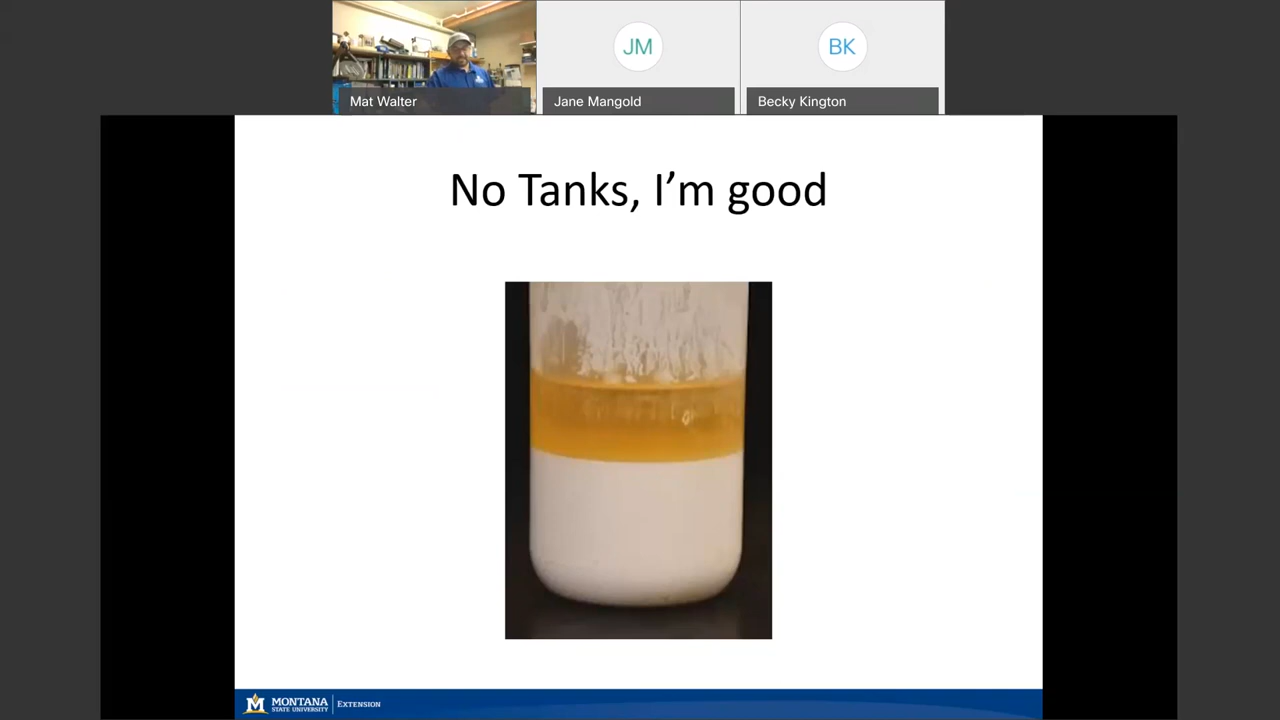 JM
BK
Mat Walter
Jane Mangold
Becky Kington
No Tanks, I’m good
M
MONTANA
STATE UNIVERSITY
EXTENSION